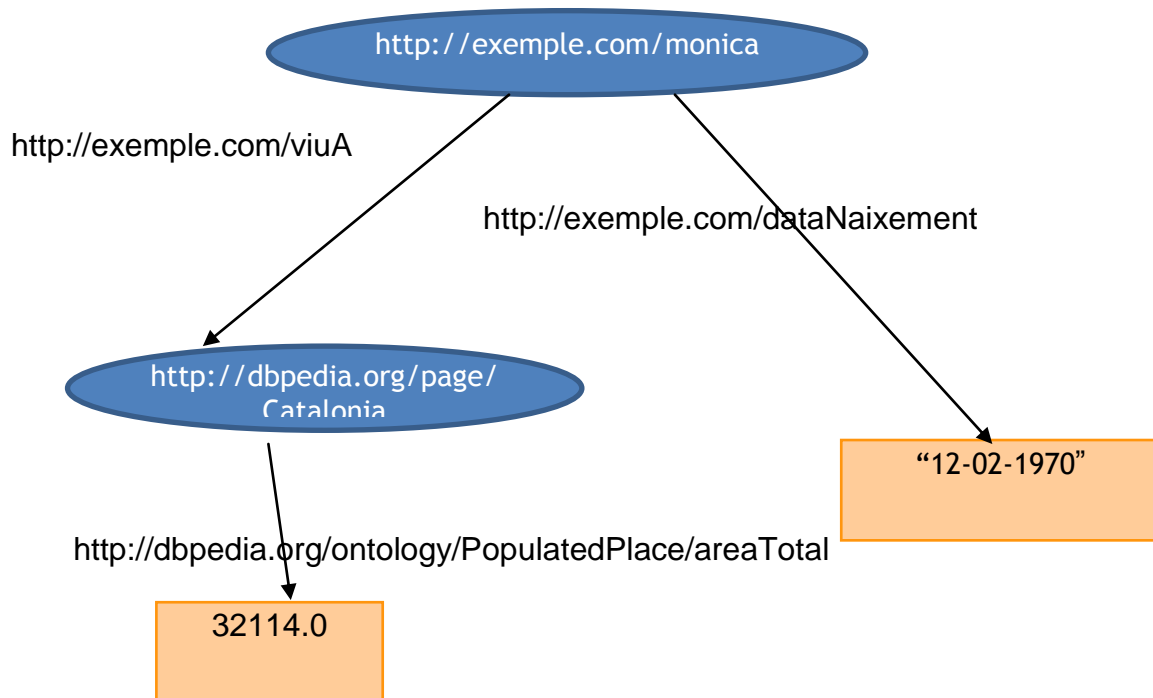 http://exemple.com/monica
http://exemple.com/viuA
http://exemple.com/dataNaixement
http://dbpedia.org/page/
Catalonia
“12-02-1970”
http://dbpedia.org/ontology/PopulatedPlace/areaTotal
32114.0